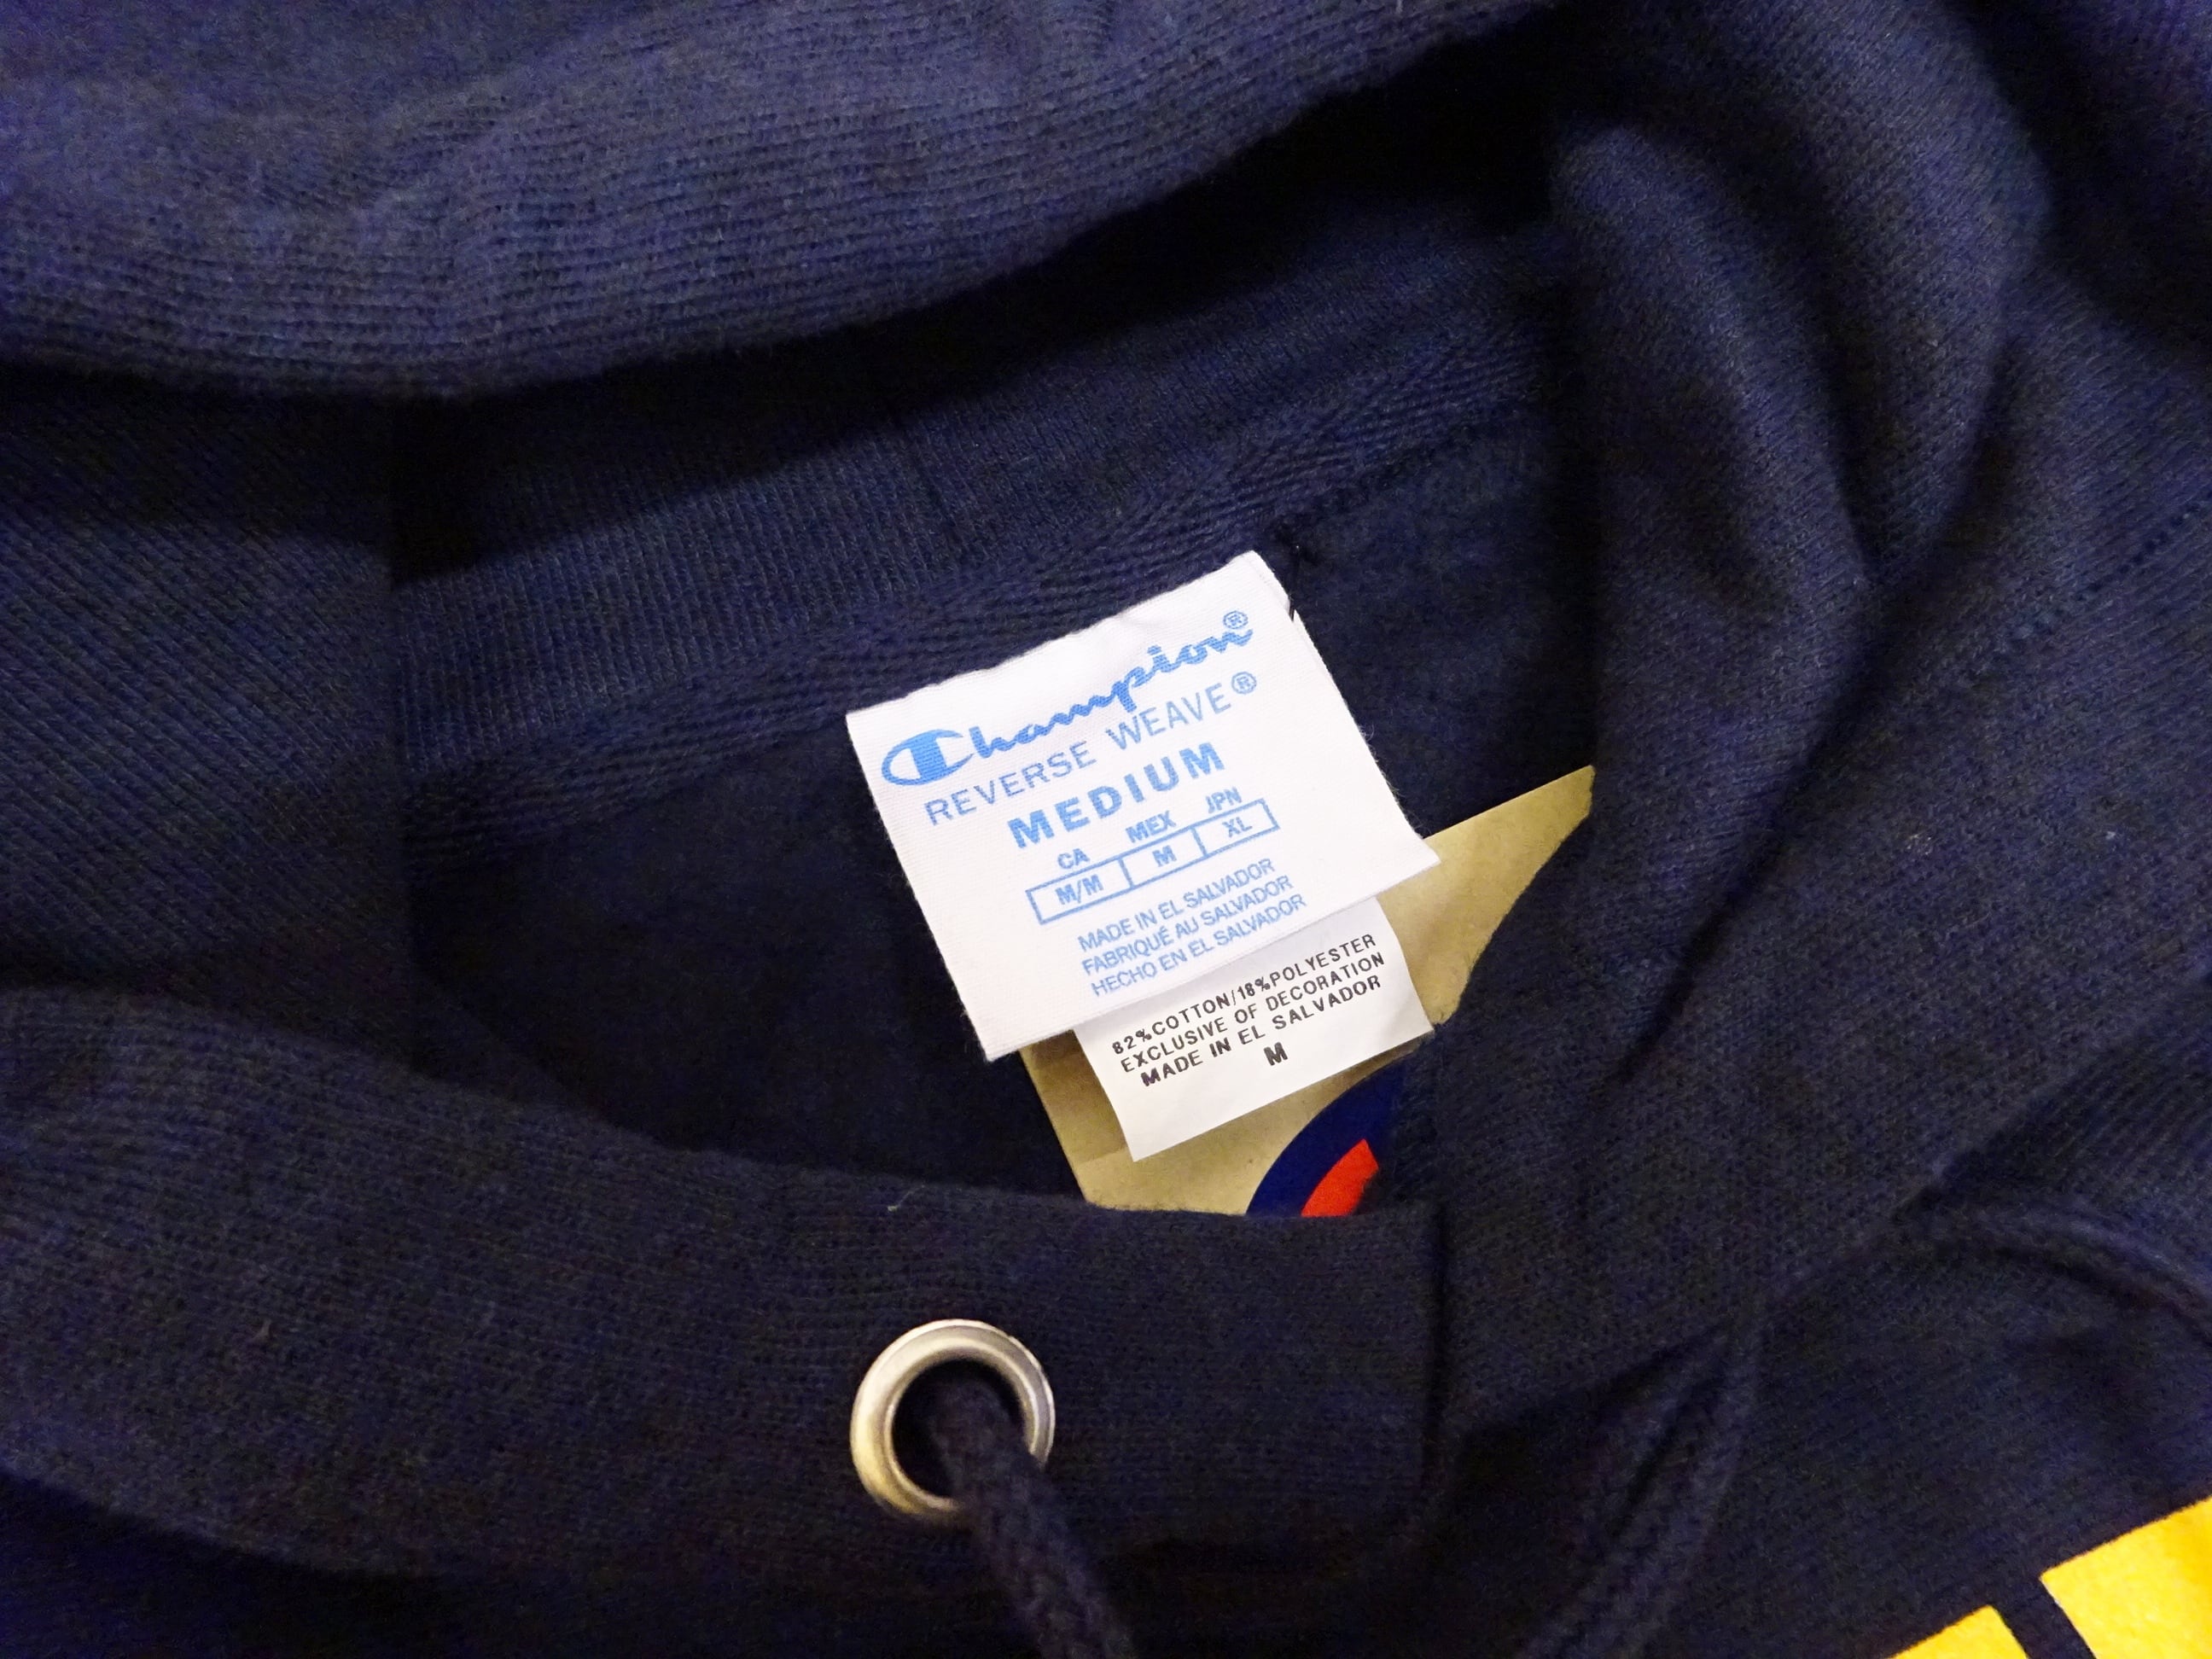 Champion®
REVERSE WEAVE®
MEDIUM
CA MEX JPN
M/M M XL
MADE IN EL SALVADOR
FABRIQUÉ AU SALVADOR
HECHO EN EL SALVADOR
82%COTTON/18%POLYESTER
EXCLUSIVE OF DECORATION
MADE IN EL SALVADOR
M